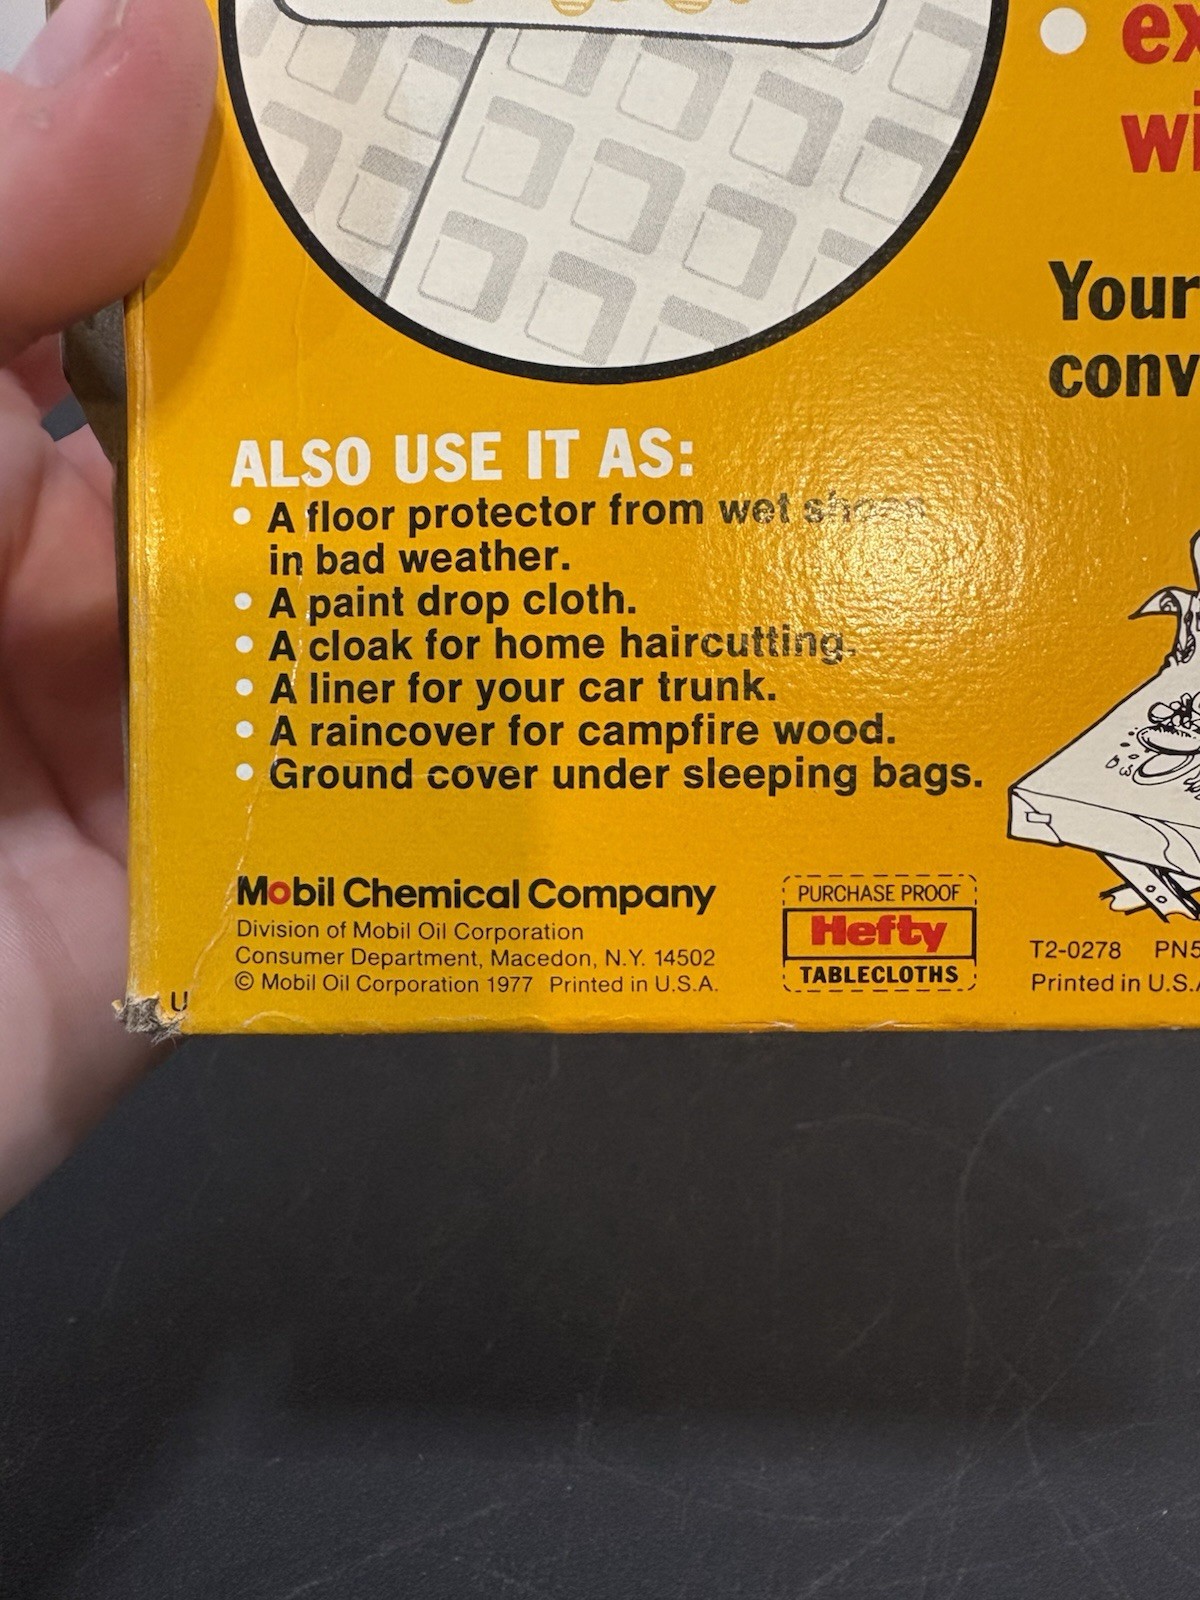 ex
wi
Your
conv
ALSO USE IT AS:
• A floor protector from wet shoes
in bad weather.
• A paint drop cloth.
• A cloak for home haircutting.
• A liner for your car trunk.
• A raincover for campfire wood.
• Ground cover under sleeping bags.
Mobil Chemical Company
Division of Mobil Oil Corporation
Consumer Department, Macedon, N.Y. 14502
© Mobil Oil Corporation 1977 Printed in U.S.A.
U
PURCHASE PROOF
Hefty
TABLECLOTHS
T2-0278 PN5
Printed in U.S.A